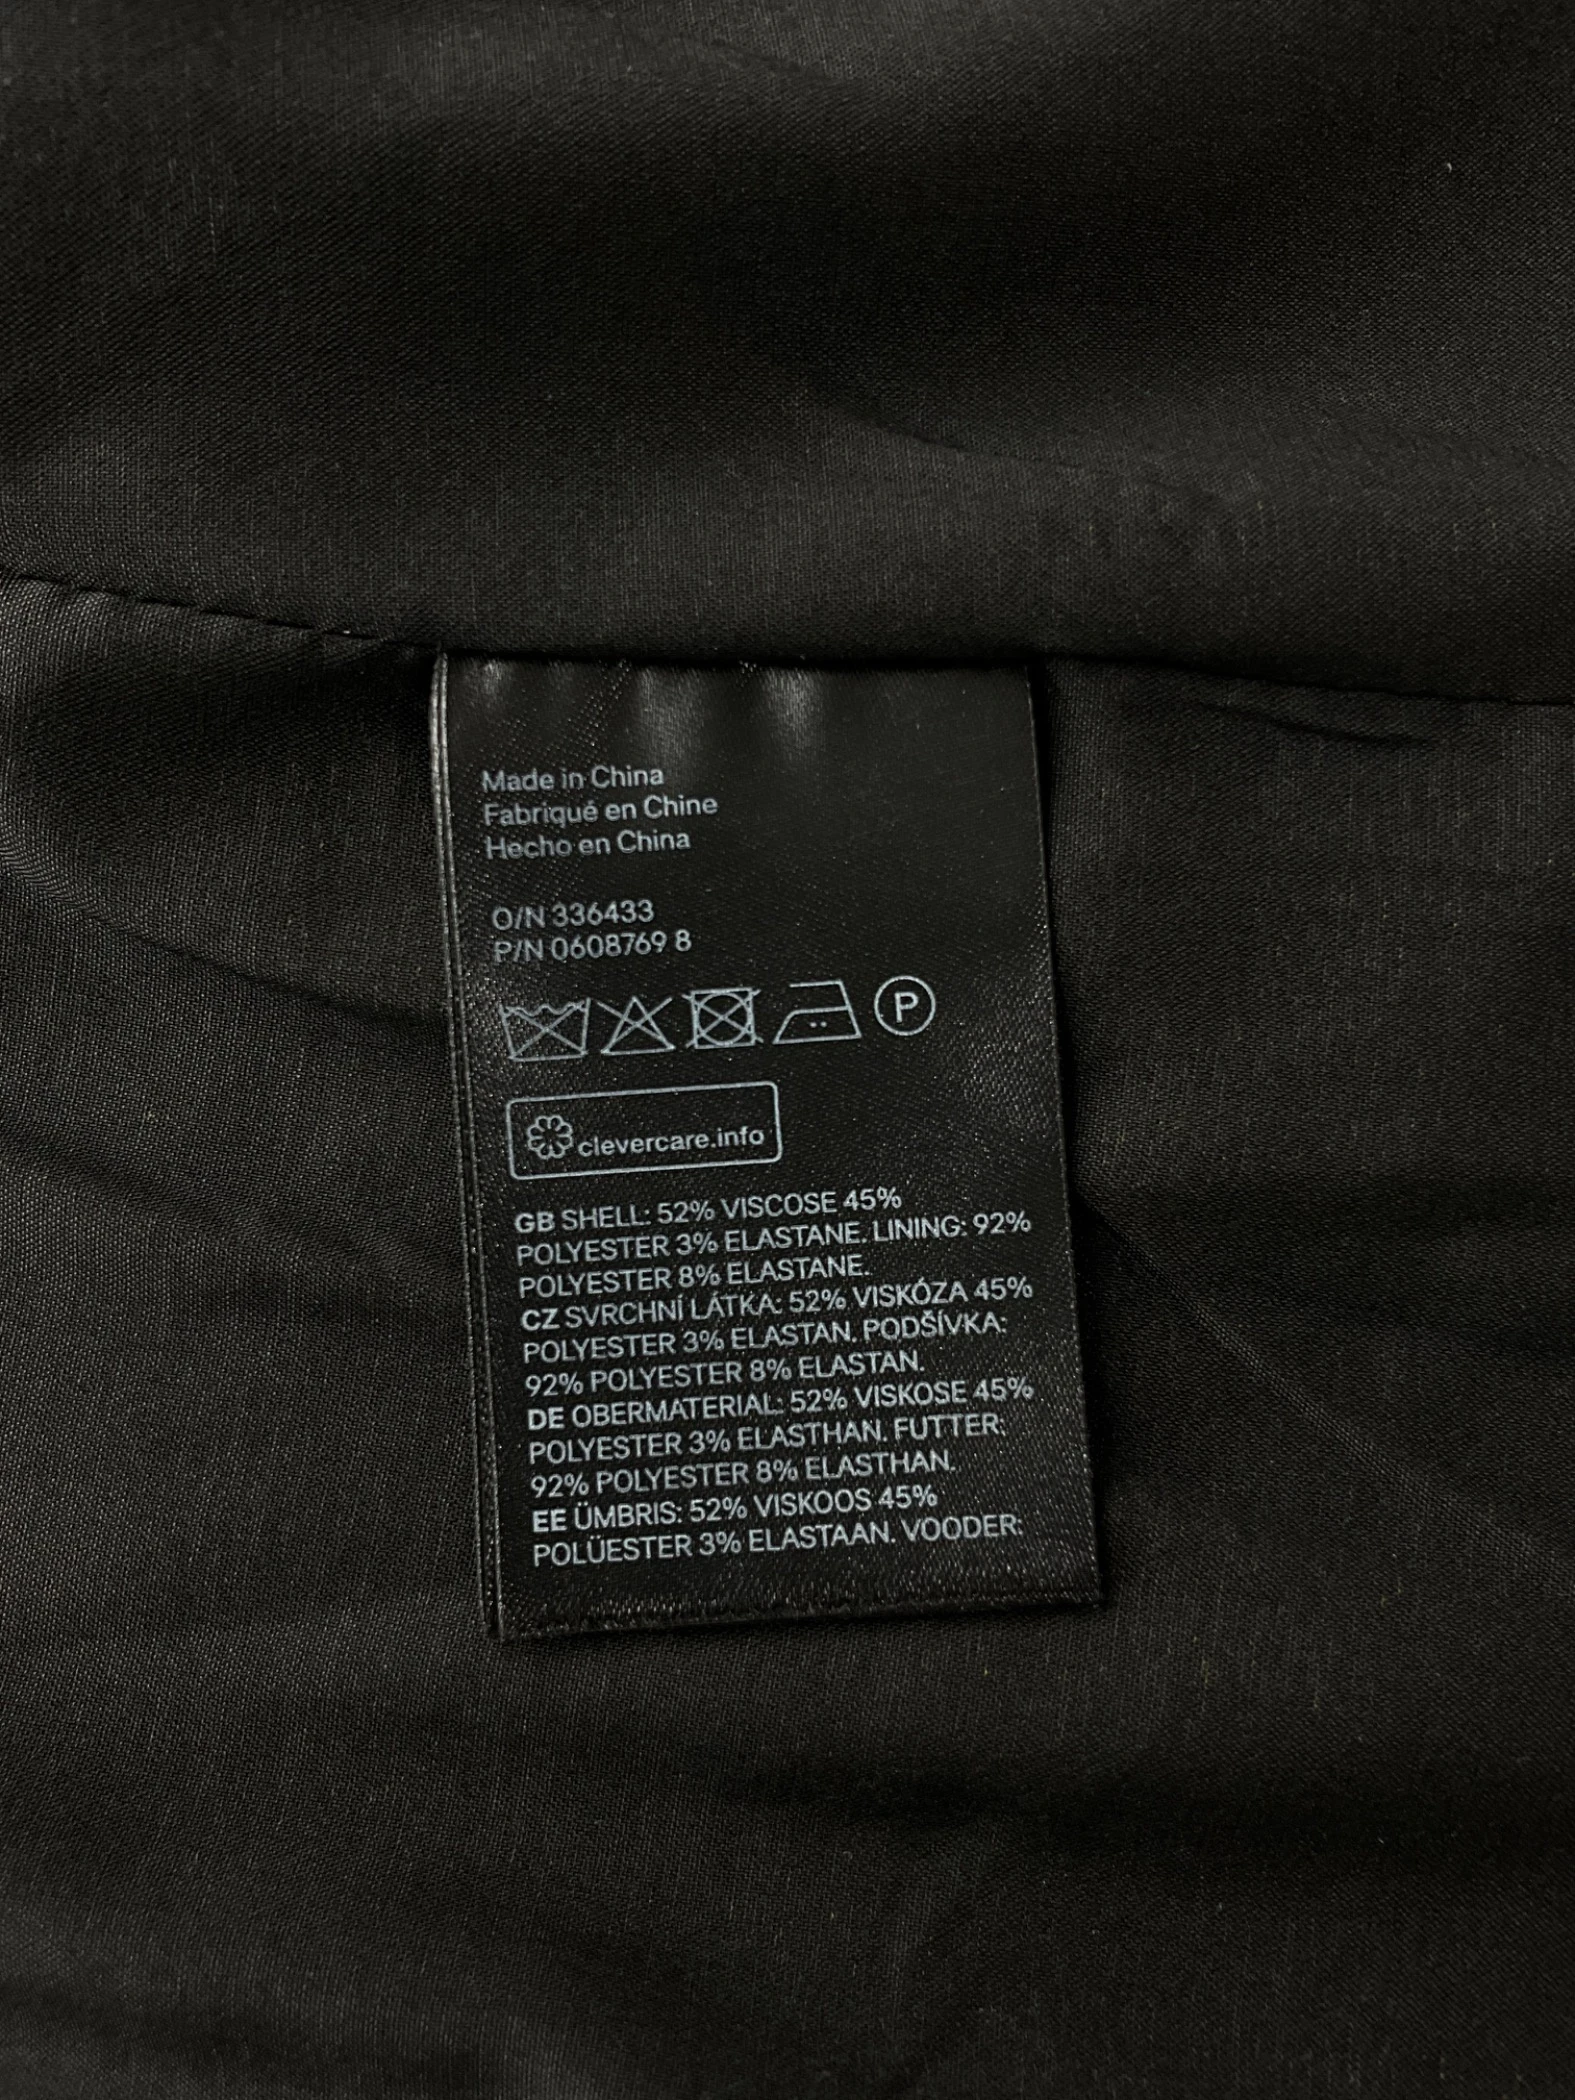 Made in China
Fabriqué en Chine
Hecho en China
O/N 336433
P/N 0608769 8
P
clevercare.info
GB SHELL: 52% VISCOSE 45%
POLYESTER 3% ELASTANE. LINING: 92%
POLYESTER 8% ELASTANE.
CZ SVRCHNÍ LÁTKA: 52% VISKÓZA 45%
POLYESTER 3% ELASTAN. PODŠÍVKA:
92% POLYESTER 8% ELASTAN.
DE OBERMATERIAL: 52% VISKOSE 45%
POLYESTER 3% ELASTHAN. FUTTER:
92% POLYESTER 8% ELASTHAN.
EE ÜMBRIS: 52% VISKOOS 45%
POLÜESTER 3% ELASTAAN. VOODER: